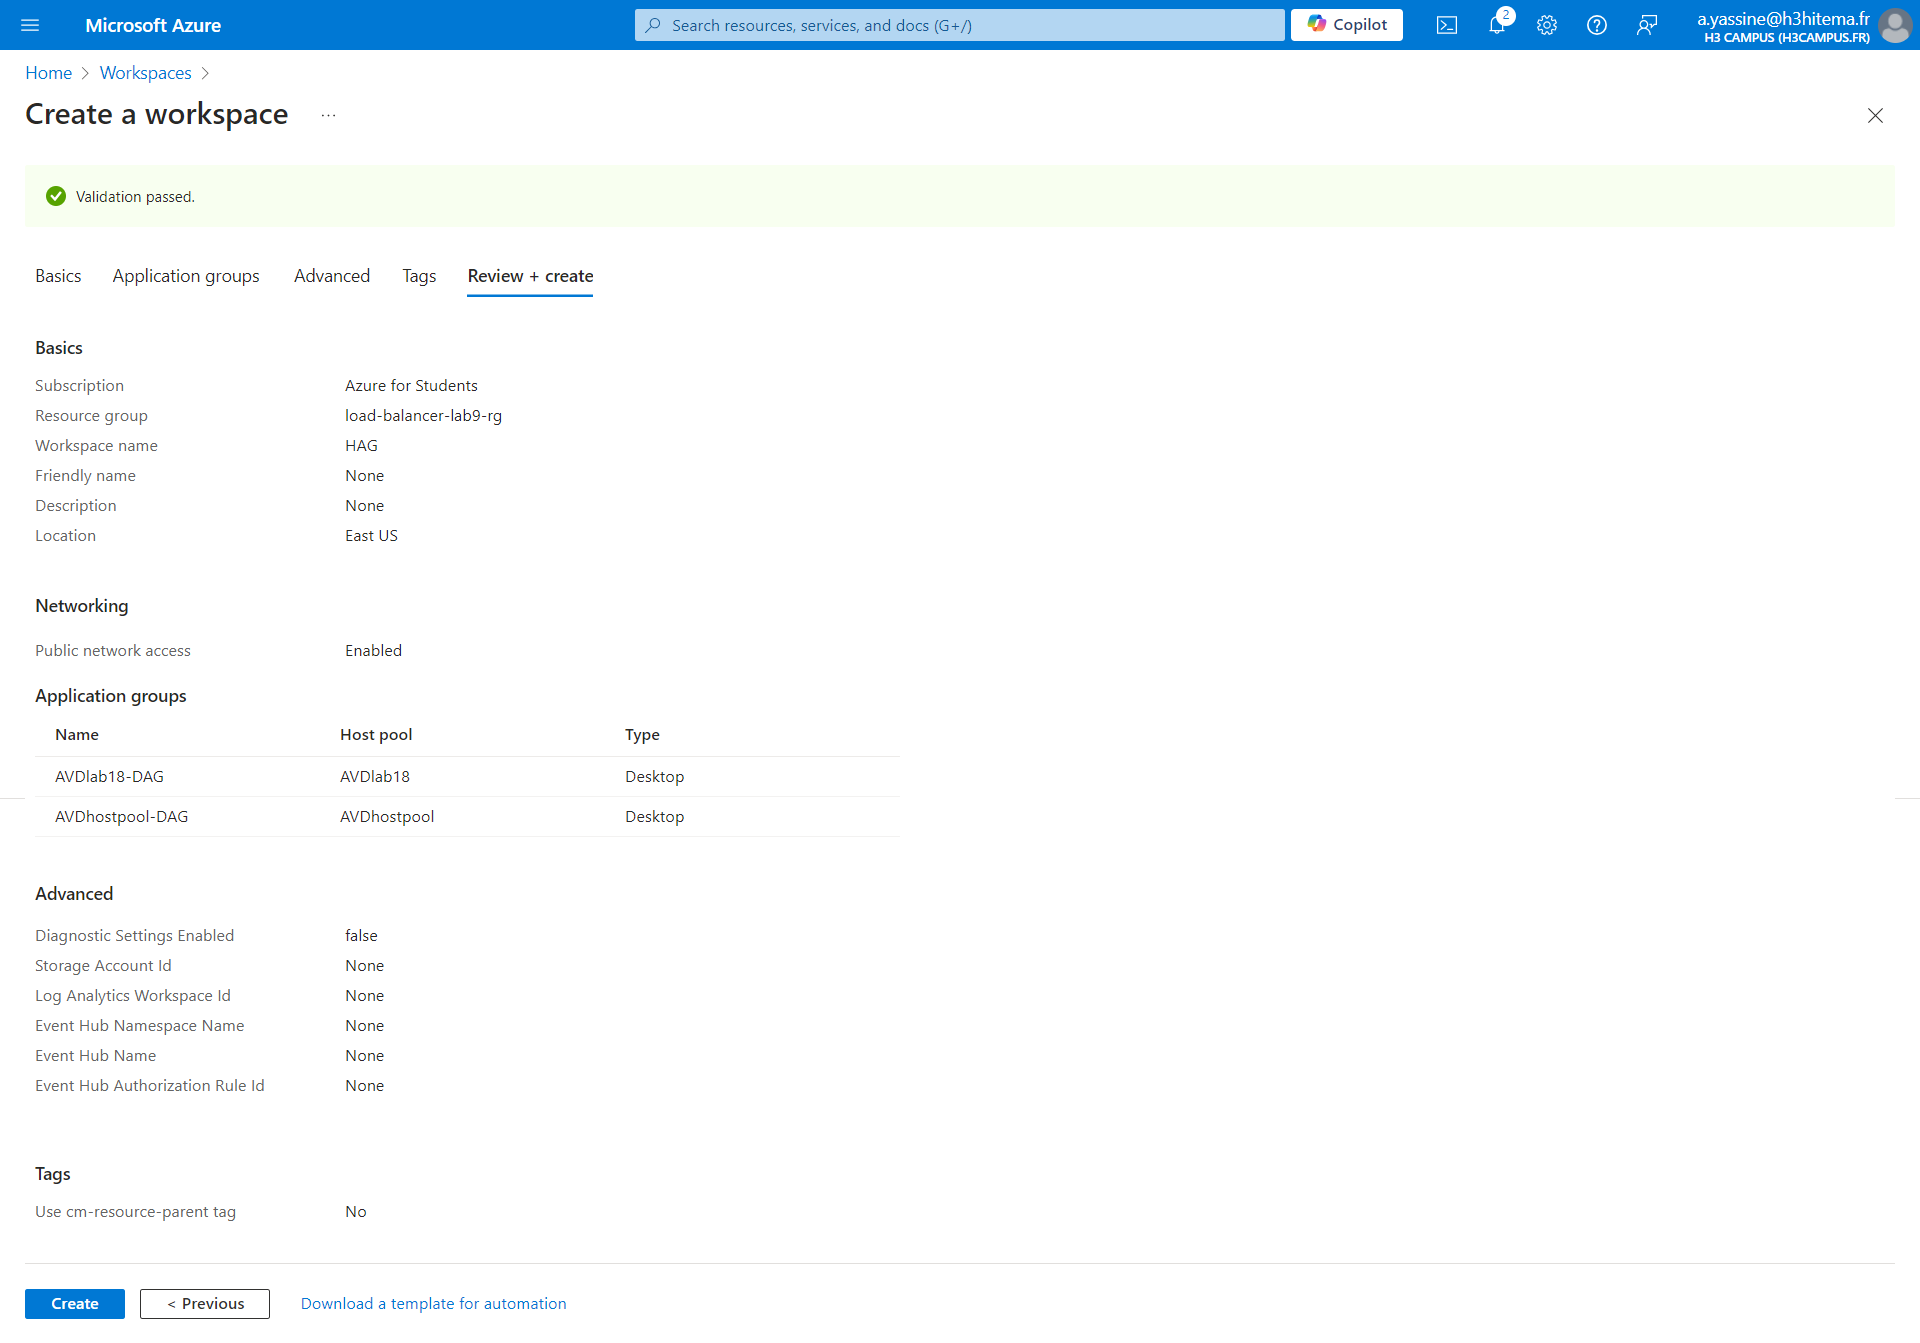 Microsoft Azure
Search resources, services, and docs (G+/)
Copilot
2
a.yassine@h3hitema.fr
H3 CAMPUS (H3CAMPUS.FR)
Home > Workspaces >
Create a workspace ...
Validation passed.
Basics Application groups Advanced Tags Review + create
Basics
Subscription Azure for Students
Resource group load-balancer-lab9-rg
Workspace name HAG
Friendly name None
Description None
Location East US
Networking
Public network access Enabled
Application groups
Name Host pool Type
AVDlab18-DAG AVDlab18 Desktop
AVDhostpool-DAG AVDhostpool Desktop
Advanced
Diagnostic Settings Enabled false
Storage Account Id None
Log Analytics Workspace Id None
Event Hub Namespace Name None
Event Hub Name None
Event Hub Authorization Rule Id None
Tags
Use cm-resource-parent tag No
Create < Previous Download a template for automation